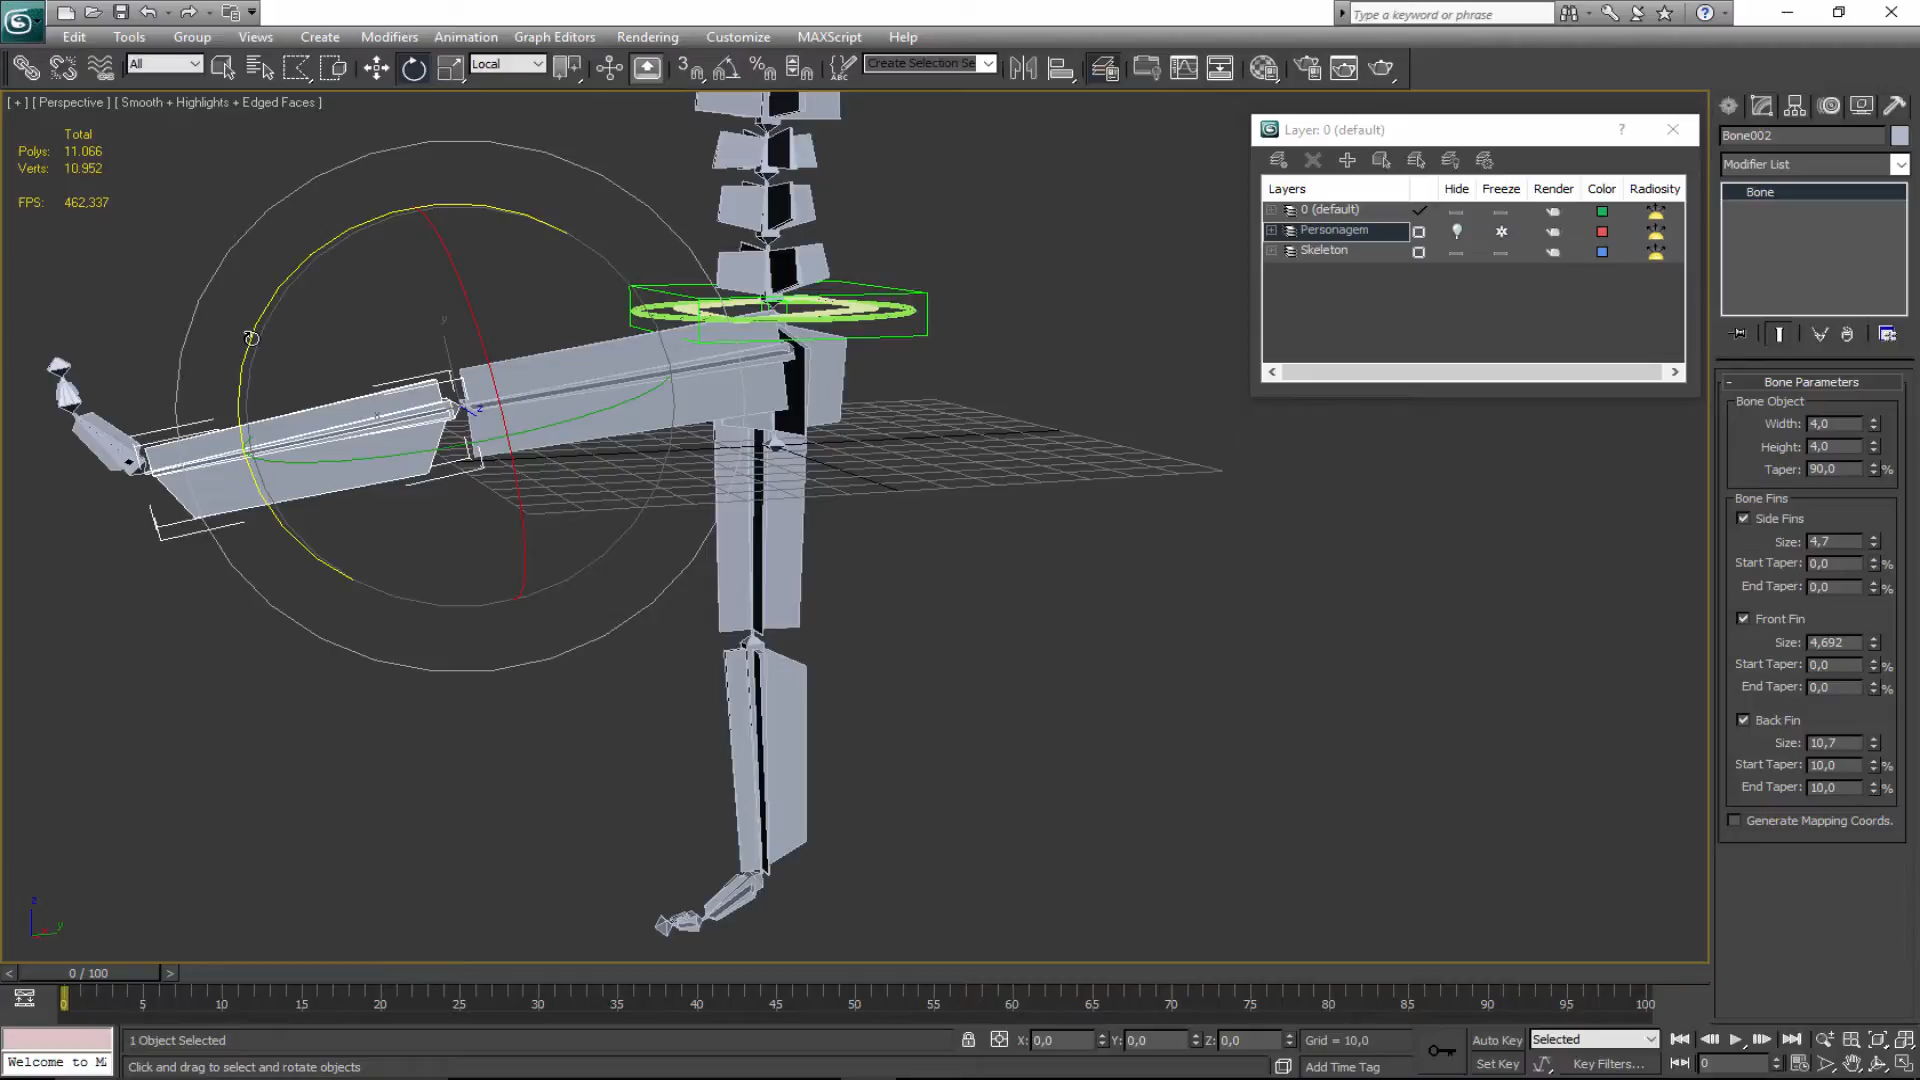 Type a keyword or phrase
Edit Tools Group Views Create Modifiers Animation Graph Editors Rendering Customize MAXScript Help
All Local 3 Create Selection Se
[ + ] [ Perspective ] [ Smooth + Highlights + Edged Faces ]
Total
Polys: 11.066
Verts: 10.952
FPS: 462,337
y
z
z
y
Layer: 0 (default)
Layers Hide Freeze Render Color Radiosity
0 (default)
Personagem
Skeleton
Bone002
Modifier List
Bone
- Bone Parameters
Bone Object
Width: 4,0
Height: 4,0
Taper: 90,0 %
Bone Fins
Side Fins
Size: 4,7
Start Taper: 0,0 %
End Taper: 0,0 %
Front Fin
Size: 4,692
Start Taper: 0,0 %
End Taper: 0,0 %
Back Fin
Size: 10,7
Start Taper: 10,0 %
End Taper: 10,0 %
Generate Mapping Coords.
< 0 / 100 >
0 5 10 15 20 25 30 35 40 45 50 55 60 65 70 75 80 85 90 95 100
1 Object Selected X: 0,0 Y: 0,0 Z: 0,0 Grid = 10,0 Auto Key Selected
Welcome to M
Click and drag to select and rotate objects Add Time Tag Set Key Key Filters... 0